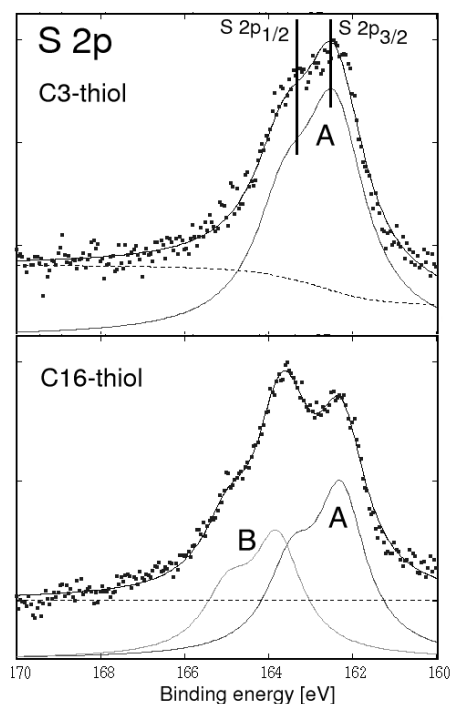 S 2p
S 2p1/2
S 2p3/2
C3-thiol
A
C16-thiol
B
A
170 168 166 164 162 160
Binding energy [eV]